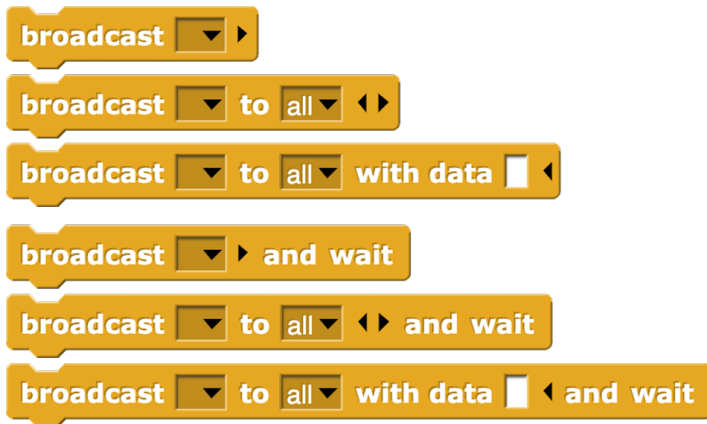 broadcast
broadcast to all
broadcast to all with data
broadcast and wait
broadcast to all and wait
broadcast to all with data and wait